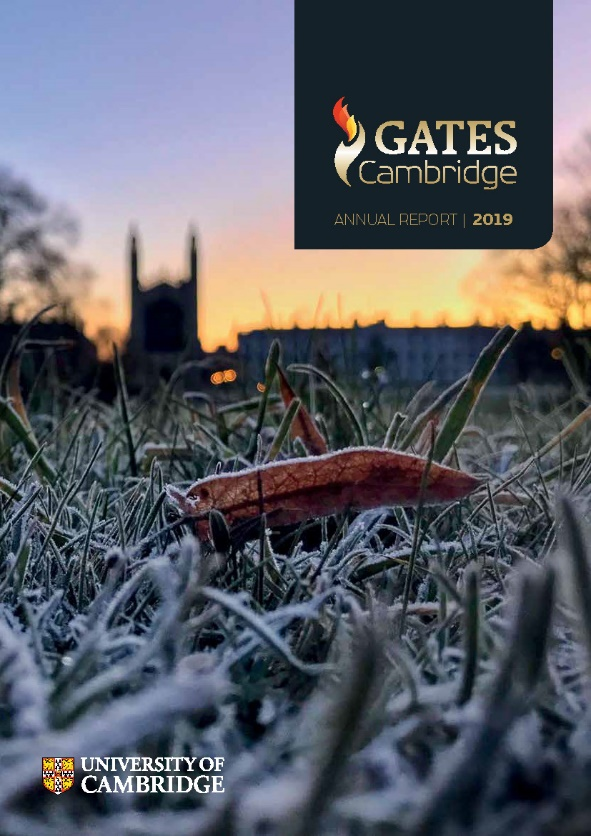 GATES
Cambridge
ANNUAL REPORT | 2019
UNIVERSITY OF
CAMBRIDGE